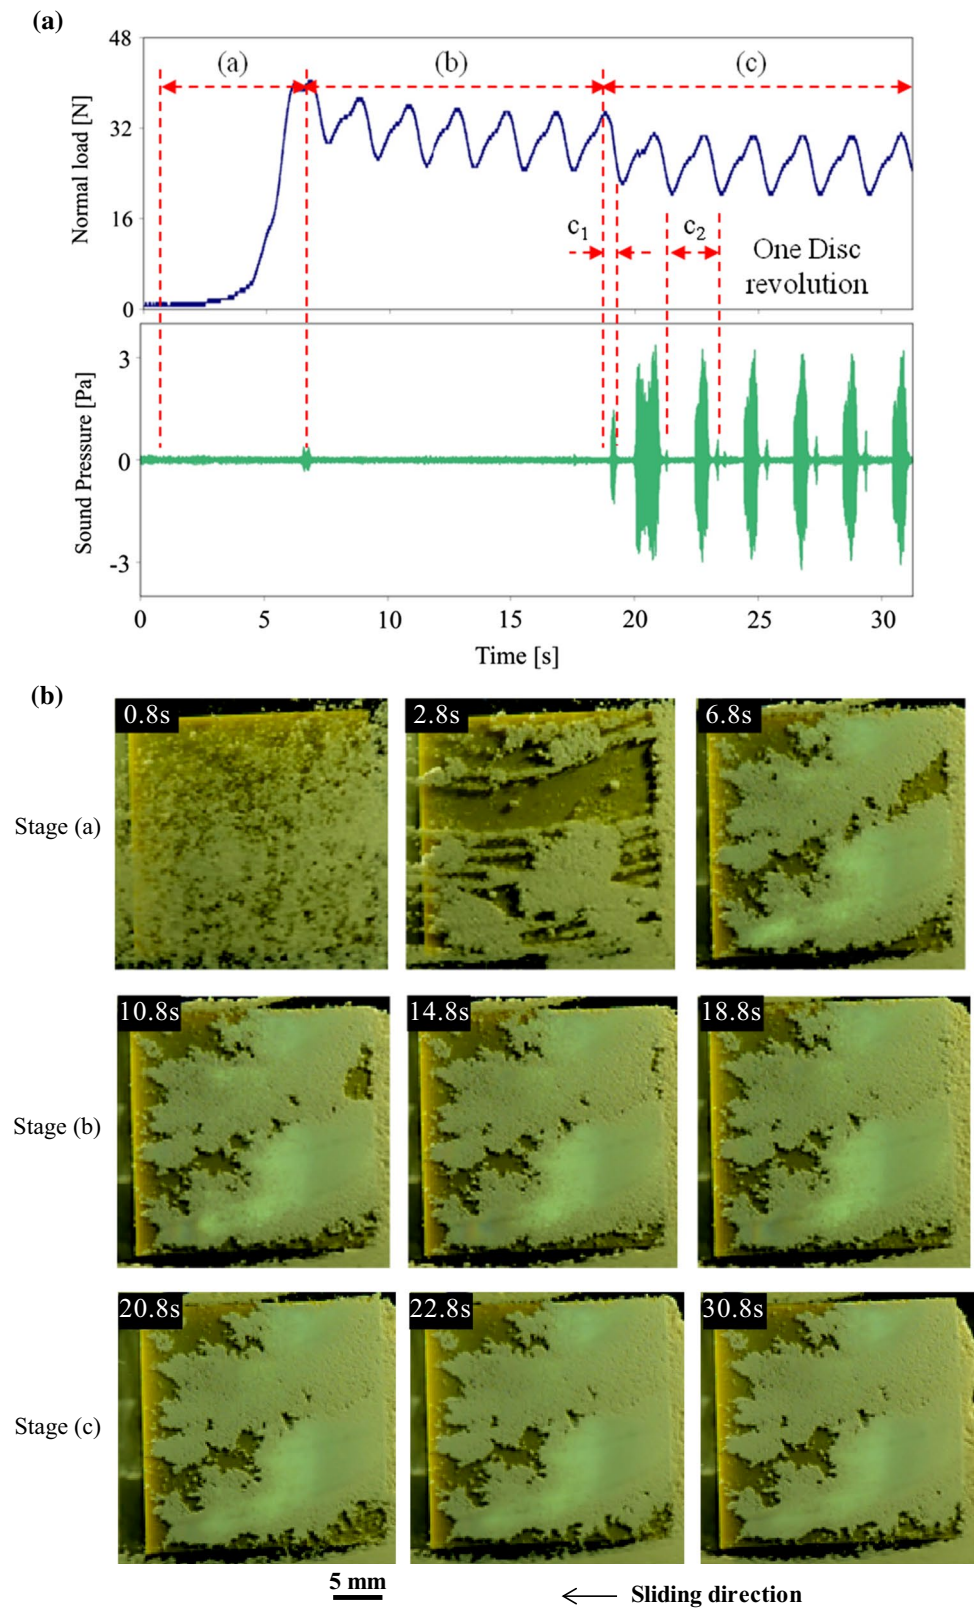 (a)
48
32
16
0
Normal load [N]
(a)
(b)
(c)
c1
c2
One Disc
revolution
3
0
-3
Sound Pressure [Pa]
0 5 10 15 20 25 30
Time [s]
(b)
0.8s 2.8s 6.8s
Stage (a)
10.8s 14.8s 18.8s
Stage (b)
20.8s 22.8s 30.8s
Stage (c)
5 mm
Sliding direction